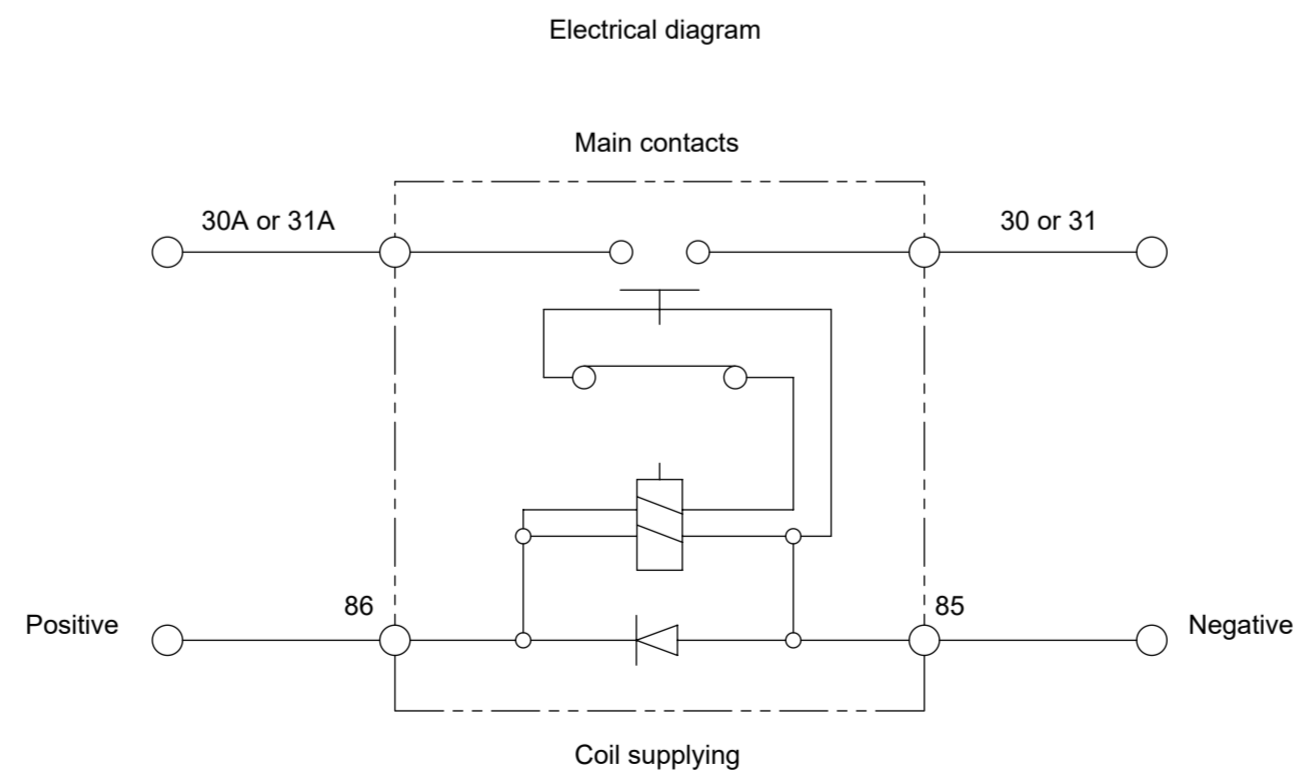 Electrical diagram
Main contacts
30A or 31A
30 or 31
86
85
Positive
Negative
Coil supplying